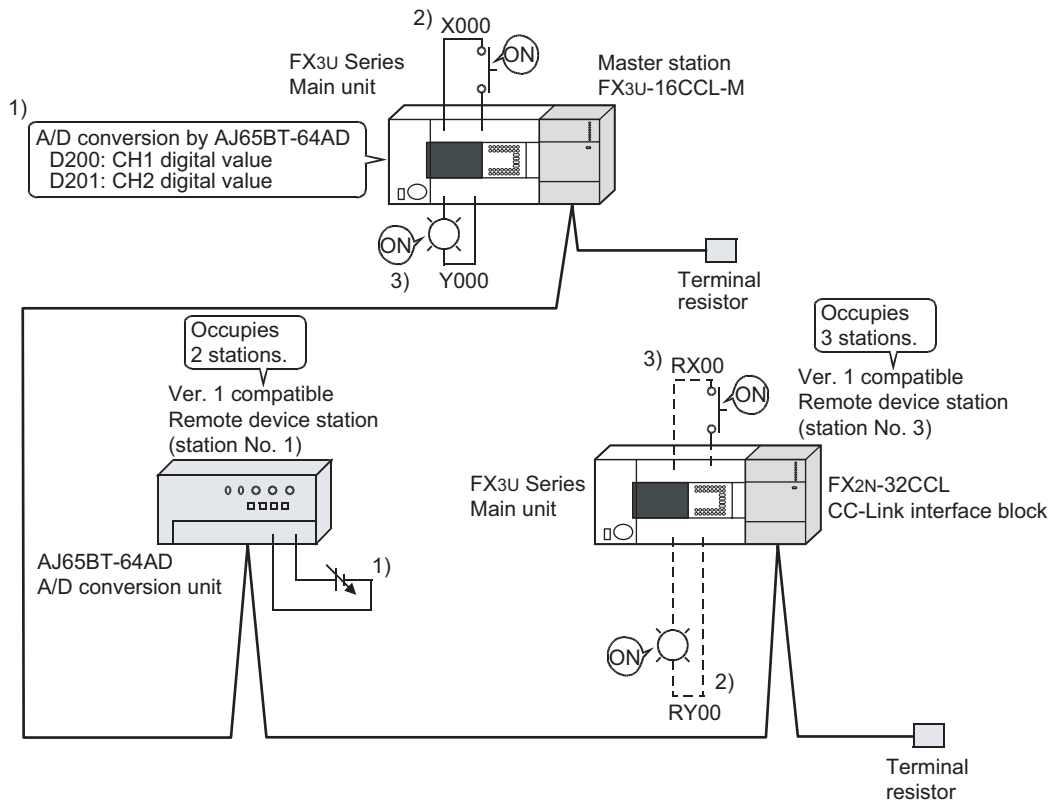 2) X000
ON
FX3U Series
Main unit
Master station
FX3U-16CCL-M
1)
A/D conversion by AJ65BT-64AD
D200: CH1 digital value
D201: CH2 digital value
ON
3) Y000
Terminal
resistor
Occupies
2 stations.
Ver. 1 compatible
Remote device station
(station No. 1)
Occupies
3 stations.
Ver. 1 compatible
Remote device station
(station No. 3)
3) RX00
ON
FX3U Series
Main unit
FX2N-32CCL
CC-Link interface block
AJ65BT-64AD
A/D conversion unit
1)
ON
2)
RY00
Terminal
resistor